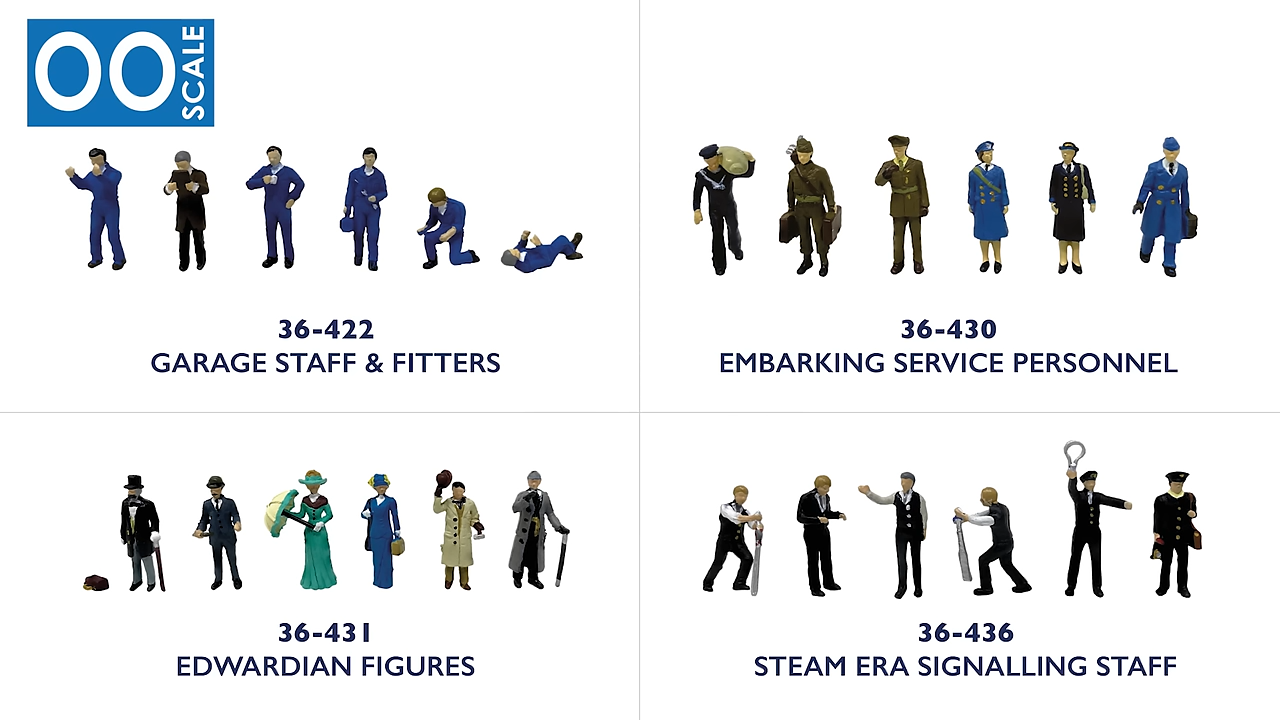 OO SCALE
36-422
GARAGE STAFF & FITTERS
36-430
EMBARKING SERVICE PERSONNEL
36-431
EDWARDIAN FIGURES
36-436
STEAM ERA SIGNALLING STAFF